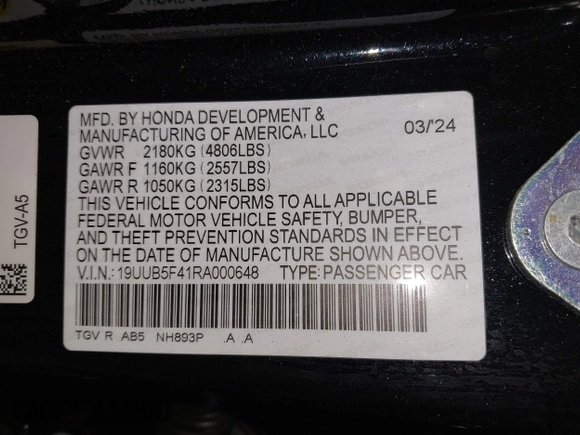 MFD. BY HONDA DEVELOPMENT &
MANUFACTURING OF AMERICA, LLC 03/'24
GVWR 2180KG (4806LBS)
GAWR F 1160KG (2557LBS)
GAWR R 1050KG (2315LBS)
THIS VEHICLE CONFORMS TO ALL APPLICABLE
FEDERAL MOTOR VEHICLE SAFETY, BUMPER,
AND THEFT PREVENTION STANDARDS IN EFFECT
ON THE DATE OF MANUFACTURE SHOWN ABOVE.
V.I.N.: 19UUB5F41RA000648 TYPE: PASSENGER CAR
TGV R AB5 NH893P .A .A
TGV-A5